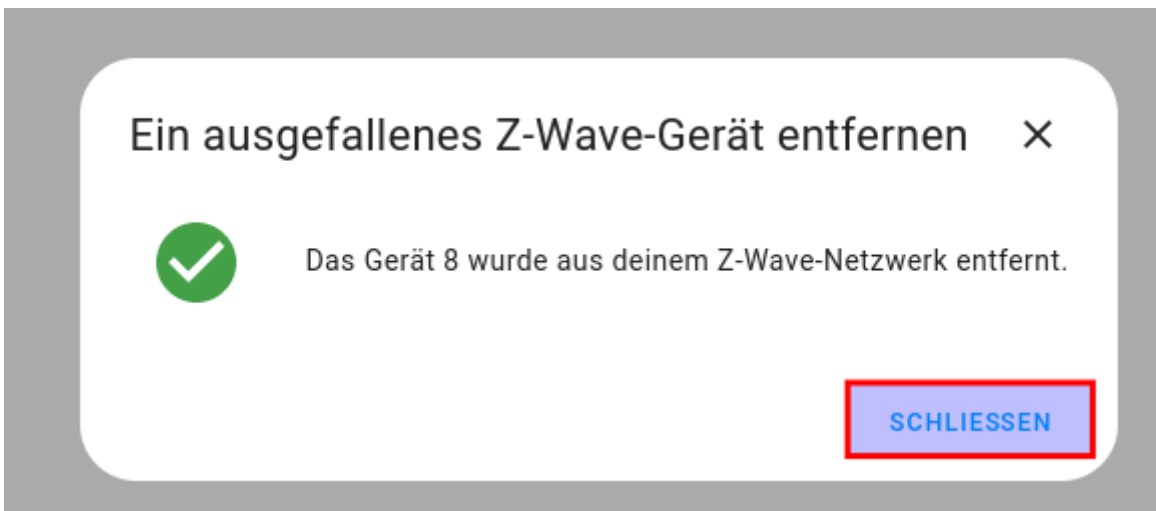 Ein ausgefallenes Z-Wave-Gerät entfernen
Das Gerät 8 wurde aus deinem Z-Wave-Netzwerk entfernt.
SCHLIESSEN